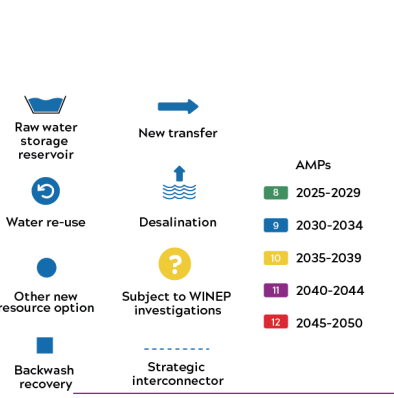 Raw water
storage
reservoir
New transfer
Water re-use
Desalination
Other new
resource option
?
Subject to WINEP
investigations
Backwash
recovery
Strategic
interconnector
AMPs
8 2025-2029
9 2030-2034
10 2035-2039
11 2040-2044
12 2045-2050